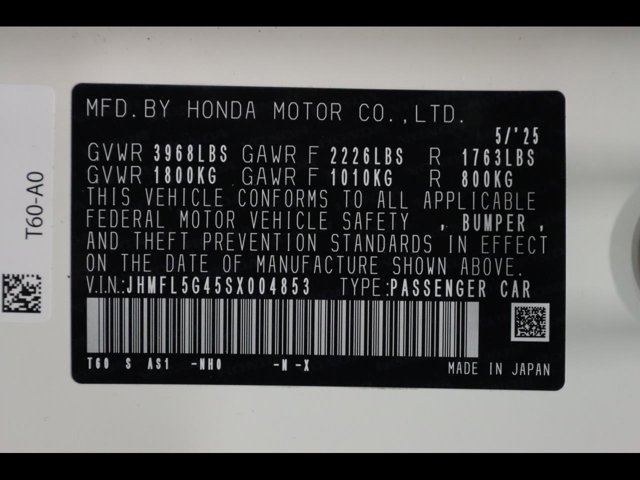 MFD.BY HONDA MOTOR CO.,LTD.
5/'25
GVWR 3968LBS GAWR F 2226LBS R 1763LBS
GVWR 1800KG GAWR F 1010KG R 800KG
THIS VEHICLE CONFORMS TO ALL APPLICABLE
FEDERAL MOTOR VEHICLE SAFETY , BUMPER ,
AND THEFT PREVENTION STANDARDS IN EFFECT
ON THE DATE OF MANUFACTURE SHOWN ABOVE.
V.I.N:JHMFL5G45SX004853 TYPE:PASSENGER CAR
T60 S AS1 -NH0 -M -X
MADE IN JAPAN
T60-A0